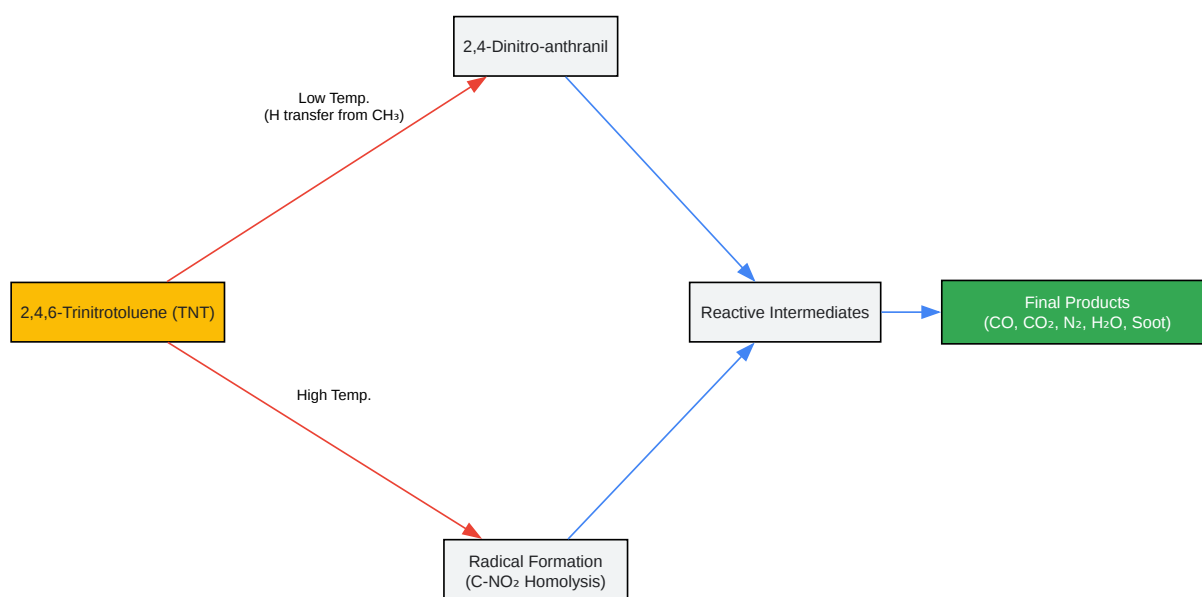 2,4-Dinitro-anthranil
Low Temp.
(H transfer from CH₃)
2,4,6-Trinitrotoluene (TNT)
Reactive Intermediates
Final Products
(CO, CO₂, N₂, H₂O, Soot)
High Temp.
Radical Formation
(C-NO₂ Homolysis)